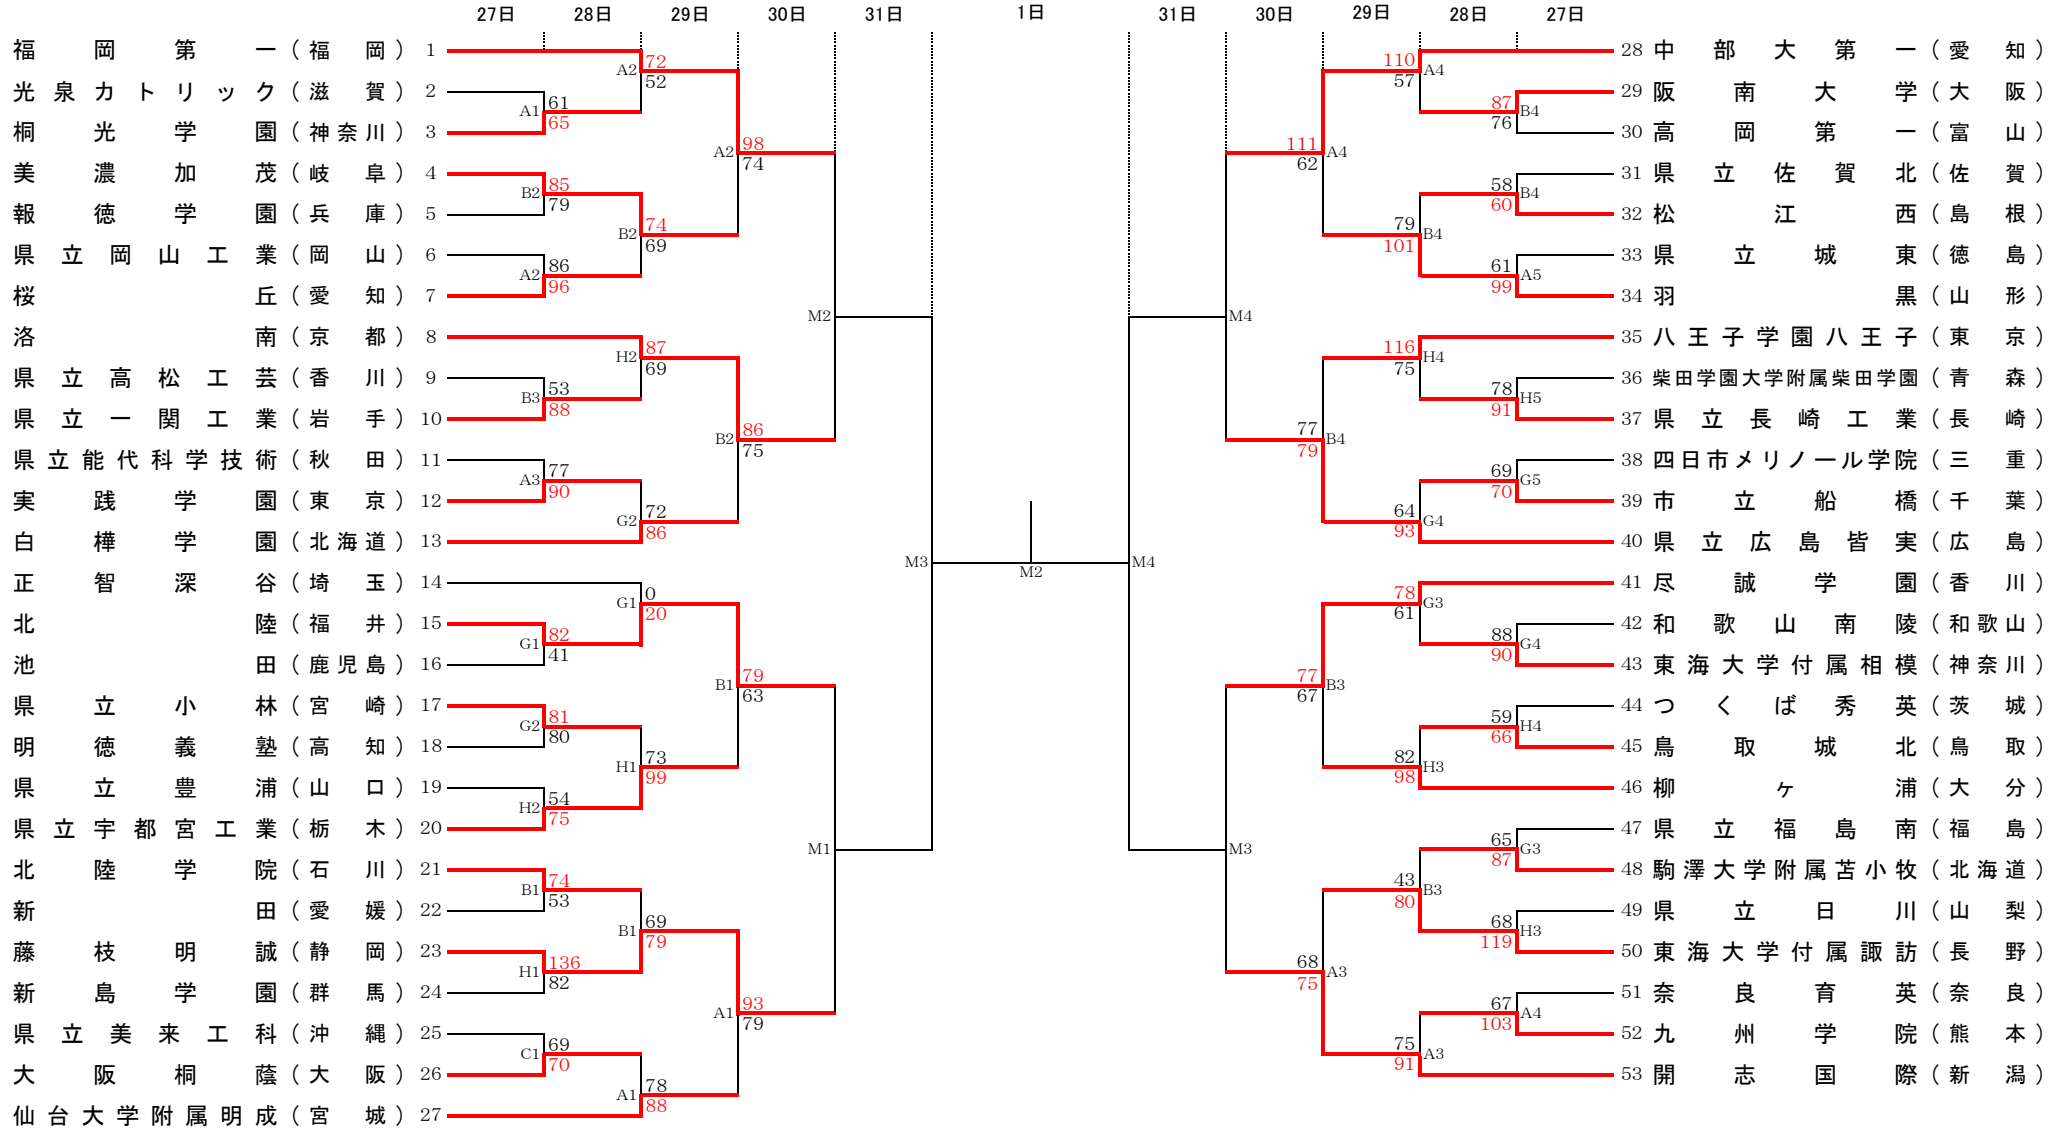 27日 28日 29日 30日 31日 1日 31日 30日 29日 28日 27日
福岡第一（福岡） 1
光泉カトリック（滋賀） 2
桐光学園（神奈川） 3
美濃加茂（岐阜） 4
報徳学園（兵庫） 5
県立岡山工業（岡山） 6
桜丘（愛知） 7
洛南（京都） 8
県立高松工芸（香川） 9
県立一関工業（岩手） 10
県立能代科学技術（秋田） 11
実践学園（東京） 12
白樺学園（北海道） 13
正智深谷（埼玉） 14
北陸（福井） 15
池田（鹿児島） 16
県立小林（宮崎） 17
明徳義塾（高知） 18
県立豊浦（山口） 19
県立宇都宮工業（栃木） 20
北陸学院（石川） 21
新田（愛媛） 22
藤枝明誠（静岡） 23
新島学園（群馬） 24
県立美来工科（沖縄） 25
大阪桐蔭（大阪） 26
仙台大学附属明成（宮城） 27
A1 61 65
B2 85 79
A2 86 96
B3 53 88
A3 77 90
G1 82 41
G2 81 80
H2 54 75
B1 74 53
H1 136 82
C1 69 70
A2 72 52
B2 74 69
H2 87 69
G2 72 86
G1 0 20
H1 73 99
B1 69 79
A1 78 88
A2 98 74
B2 86 75
B1 79 63
A1 93 79
M2
M1
M3
M2
M4
M4
M3
111 62 A4
77 79 B4
77 67 B3
68 75 A3
110 57 A4
79 101 B4
116 75 H4
64 93 G4
78 61 G3
82 98 H3
43 80 B3
75 91 A3
87 76 B4
58 60 B4
61 99 A5
78 91 H5
69 70 G5
88 90 G4
59 66 H4
65 87 G3
68 119 H3
67 103 A4
28 中部大第一（愛知）
29 阪南大学（大阪）
30 高岡第一（富山）
31 県立佐賀北（佐賀）
32 松江西（島根）
33 県立城東（徳島）
34 羽黒（山形）
35 八王子学園八王子（東京）
36 柴田学園大学附属柴田学園（青森）
37 県立長崎工業（長崎）
38 四日市メリノール学院（三重）
39 市立船橋（千葉）
40 県立広島皆実（広島）
41 尽誠学園（香川）
42 和歌山南陵（和歌山）
43 東海大学付属相模（神奈川）
44 つくば秀英（茨城）
45 鳥取城北（鳥取）
46 柳ヶ浦（大分）
47 県立福島南（福島）
48 駒澤大学附属苫小牧（北海道）
49 県立日川（山梨）
50 東海大学付属諏訪（長野）
51 奈良育英（奈良）
52 九州学院（熊本）
53 開志国際（新潟）